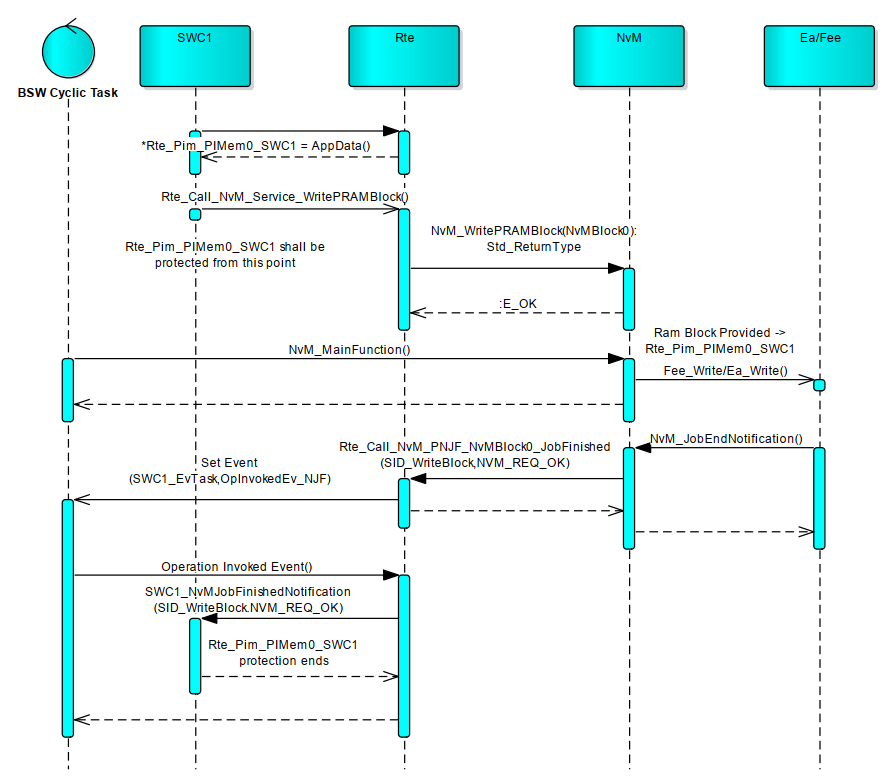 SWC1
Rte
NvM
Ea/Fee
BSW Cyclic Task
*Rte_Pim_PIMem0_SWC1 = AppData()
Rte_Call_NvM_Service_WritePRAMBlock()
Rte_Pim_PIMem0_SWC1 shall be
protected from this point
NvM_WritePRAMBlock(NvMBlock0):
Std_ReturnType
:E_OK
Ram Block Provided ->
Rte_Pim_PIMem0_SWC1
NvM_MainFunction()
Fee_Write/Ea_Write()
NvM_JobEndNotification()
Rte_Call_NvM_PNJF_NvMBlock0_JobFinished
(SID_WriteBlock,NVM_REQ_OK)
Set Event
(SWC1_EvTask,OpInvokedEv_NJF)
Operation Invoked Event()
SWC1_NvMJobFinishedNotification
(SID_WriteBlock.NVM_REQ_OK)
Rte_Pim_PIMem0_SWC1
protection ends